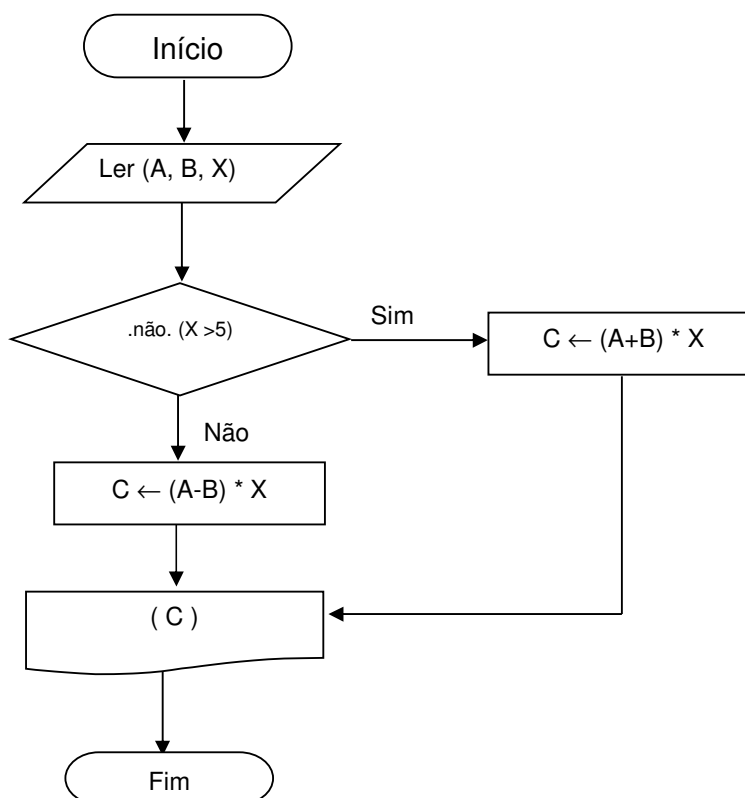 Início
Ler (A, B, X)
.não. (X >5)
Sim
C ← (A+B) * X
Não
C ← (A-B) * X
( C )
Fim